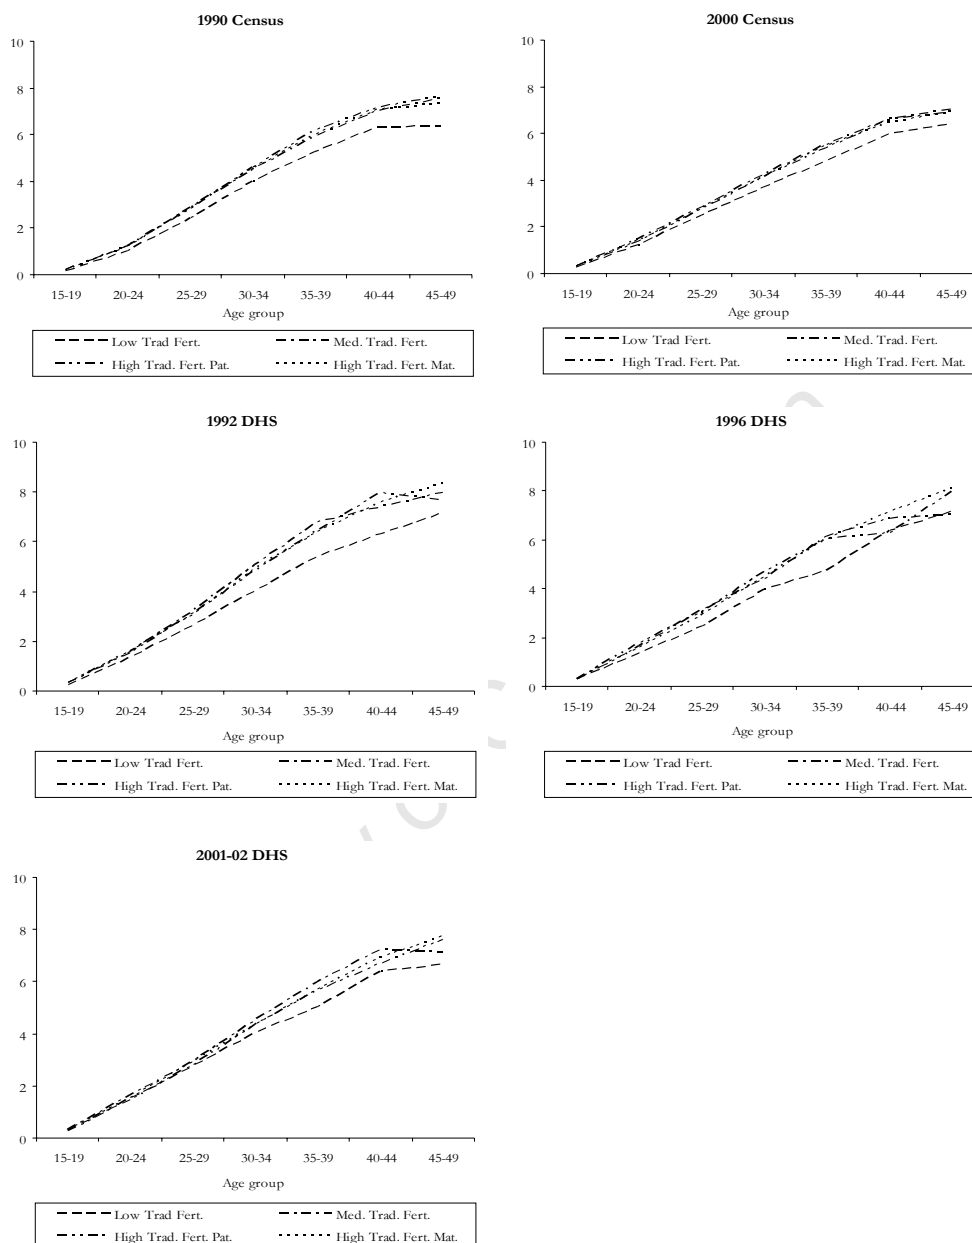 1990 Census
10
8
6
4
2
0
15-19 20-24 25-29 30-34 35-39 40-44 45-49
Age group
Low Trad Fert. Med. Trad. Fert.
High Trad. Fert. Pat. High Trad. Fert. Mat.
2000 Census
10
8
6
4
2
0
15-19 20-24 25-29 30-34 35-39 40-44 45-49
Age group
Low Trad Fert. Med. Trad. Fert.
High Trad. Fert. Pat. High Trad. Fert. Mat.
1992 DHS
10
8
6
4
2
0
15-19 20-24 25-29 30-34 35-39 40-44 45-49
Age group
Low Trad Fert. Med. Trad. Fert.
High Trad. Fert. Pat. High Trad. Fert. Mat.
1996 DHS
10
8
6
4
2
0
15-19 20-24 25-29 30-34 35-39 40-44 45-49
Age group
Low Trad Fert. Med. Trad. Fert.
High Trad. Fert. Pat. High Trad. Fert. Mat.
2001-02 DHS
10
8
6
4
2
0
15-19 20-24 25-29 30-34 35-39 40-44 45-49
Age group
Low Trad Fert. Med. Trad. Fert.
High Trad. Fert. Pat. High Trad. Fert. Mat.